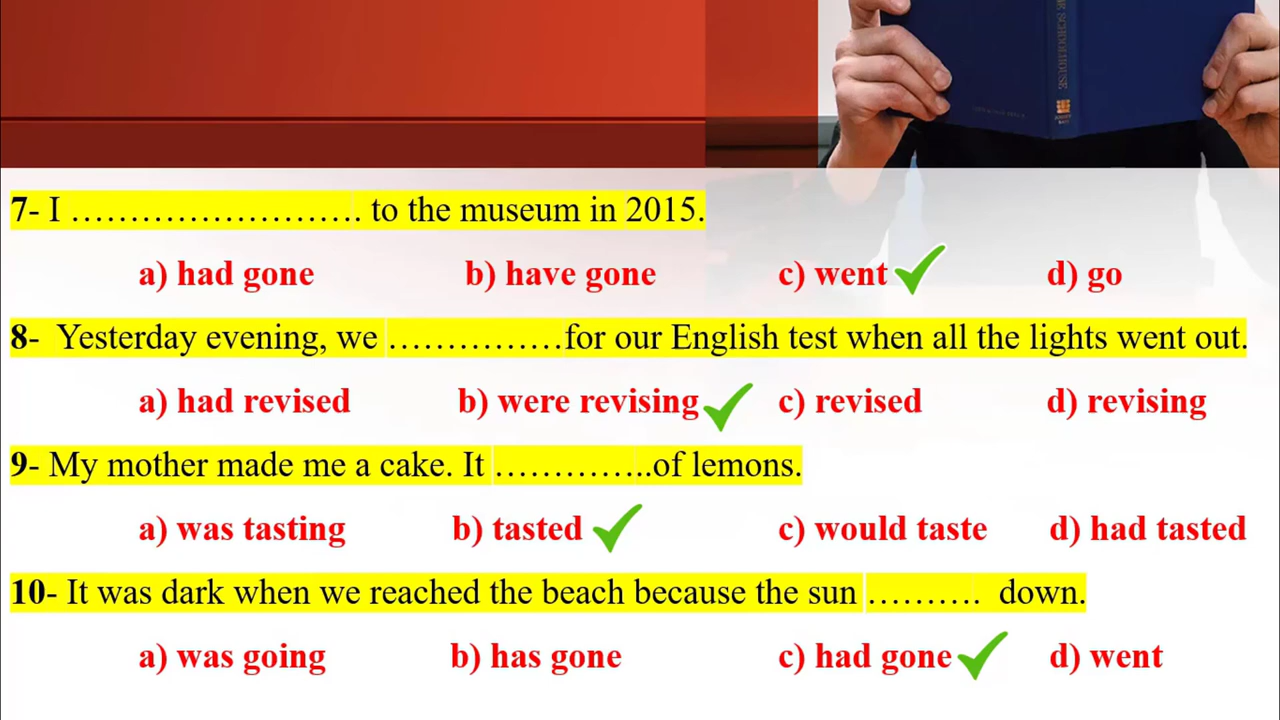 THE SCHOOLHOUSE
7- I ……………………. to the museum in 2015.
a) had gone b) have gone c) went d) go
8- Yesterday evening, we ……………for our English test when all the lights went out.
a) had revised b) were revising c) revised d) revising
9- My mother made me a cake. It …………..of lemons.
a) was tasting b) tasted c) would taste d) had tasted
10- It was dark when we reached the beach because the sun ………. down.
a) was going b) has gone c) had gone d) went